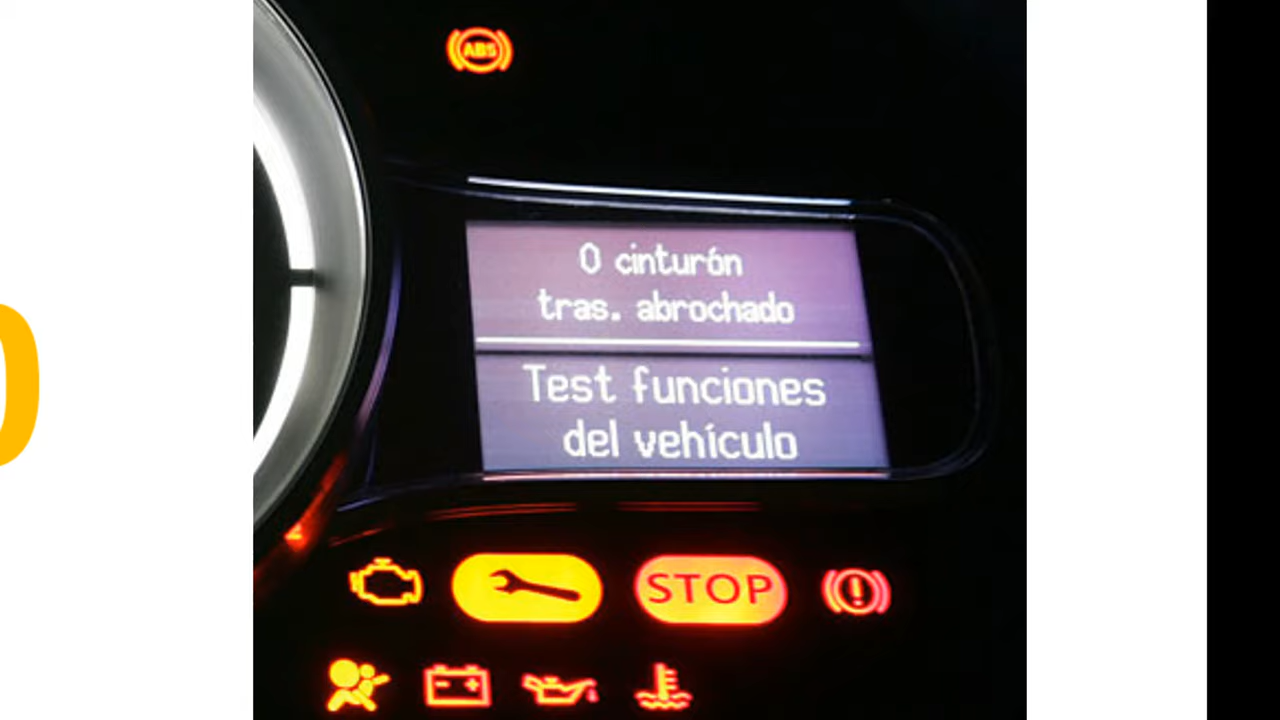 ABS
0 cinturón
tras. abrochado
Test funciones
del vehículo
STOP